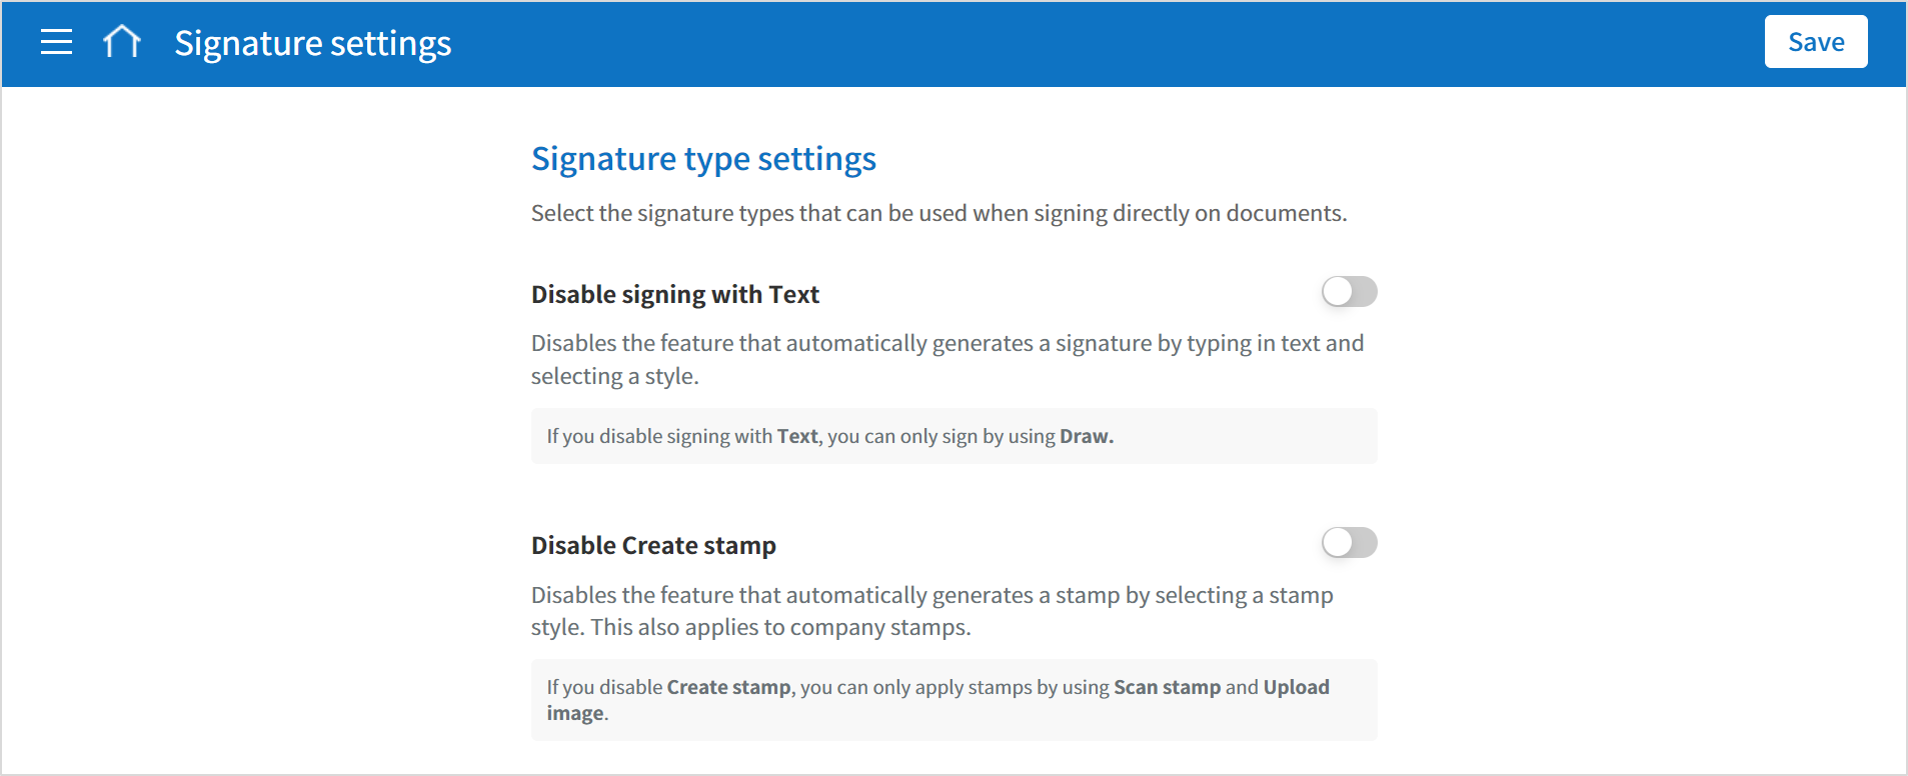 Signature settings
Save
Signature type settings
Select the signature types that can be used when signing directly on documents.
Disable signing with Text
Disables the feature that automatically generates a signature by typing in text and
selecting a style.
If you disable signing with Text, you can only sign by using Draw.
Disable Create stamp
Disables the feature that automatically generates a stamp by selecting a stamp
style. This also applies to company stamps.
If you disable Create stamp, you can only apply stamps by using Scan stamp and Upload
image.